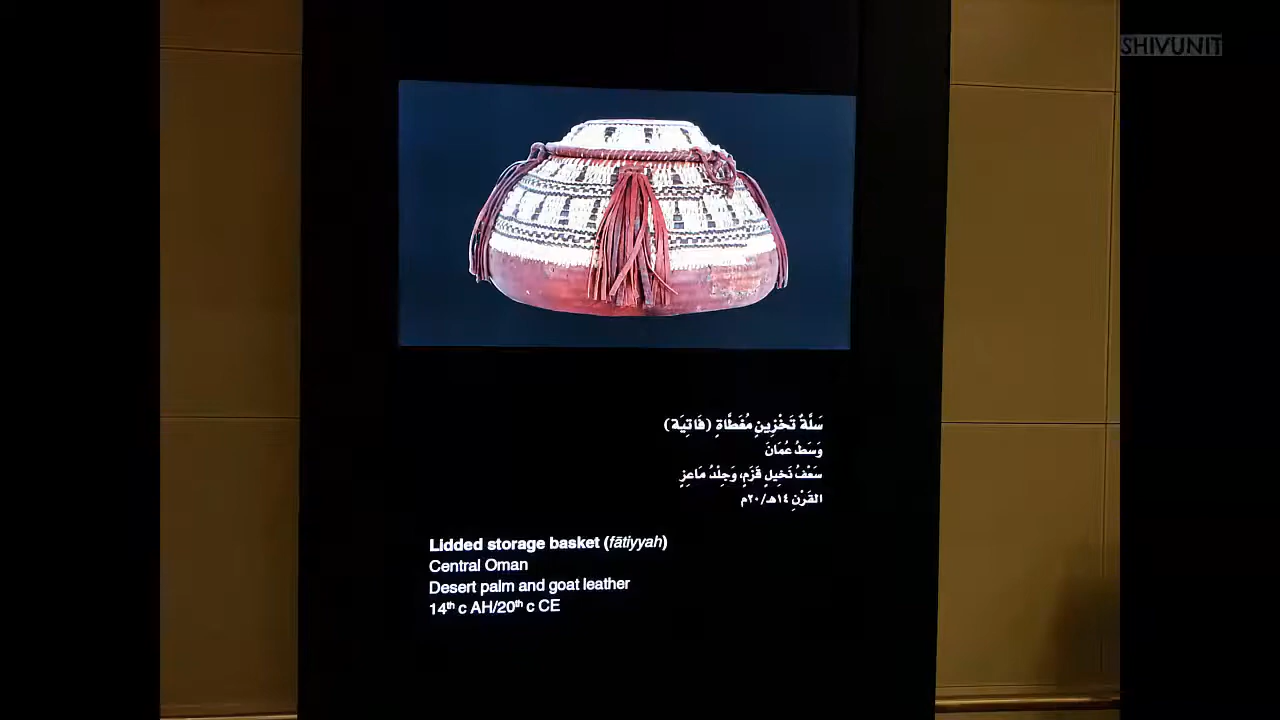 SHIVUNIT
سَلَّةُ تَخْزِينٍ مُغَطَّاةٍ (فَاتِيَة)
وَسَطُ عُمَانَ
سَعْفُ نَخِيلٍ قَزَمٍ، وَجِلْدُ مَاعِزٍ
القَرْنِ ١٤هـ/٢٠م
Lidded storage basket (fātiyyah)
Central Oman
Desert palm and goat leather
14th c AH/20th c CE